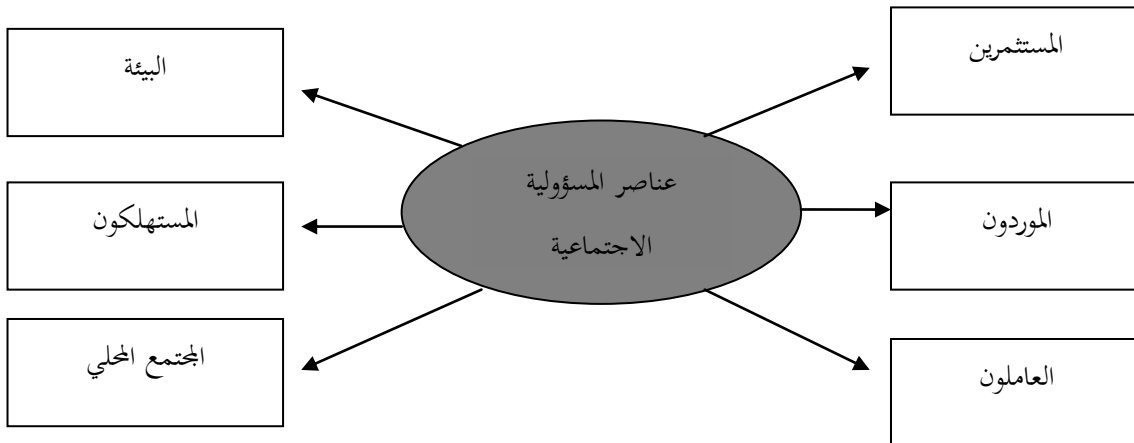 المستثمرين
البيئة
عناصر المسؤولية
الاجتماعية
الموردون
المستهلكون
العاملون
المجتمع المحلي